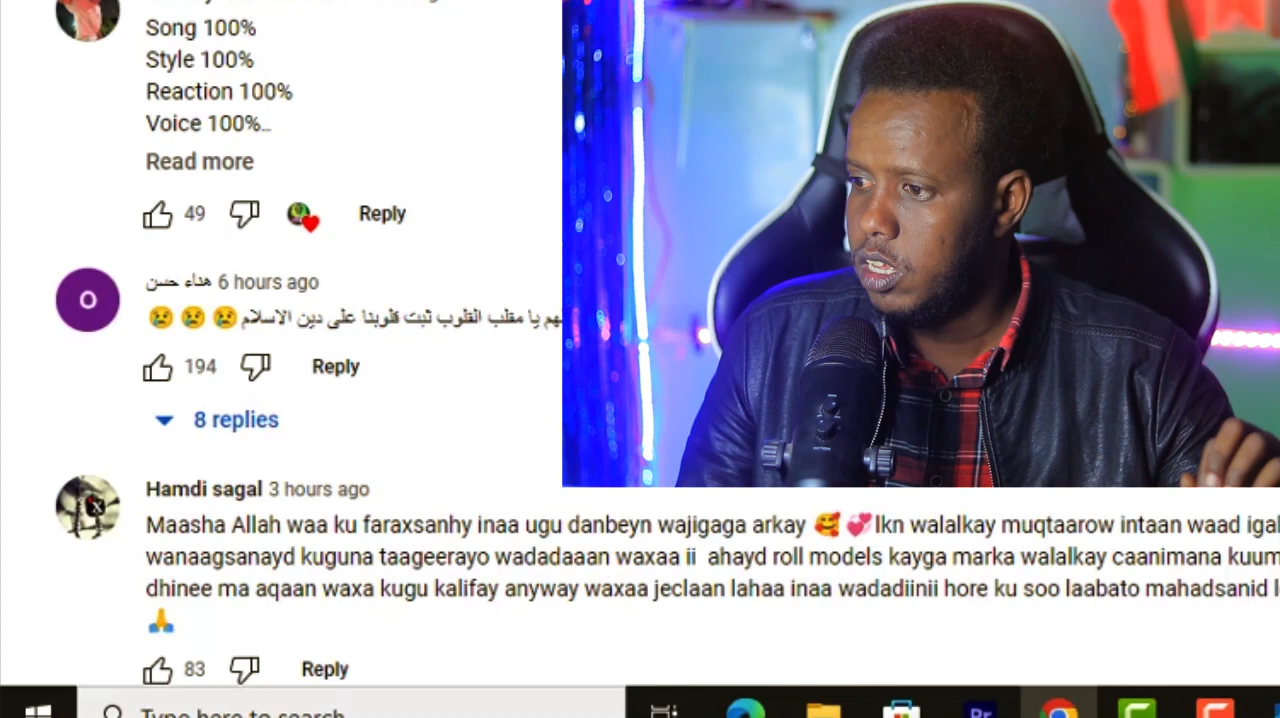 Song 100%
Style 100%
Reaction 100%
Voice 100%...
Read more
49
Reply
O
هناء حسن 6 hours ago
يا مقلب القلوب ثبت قلوبنا على دين الاسلام😢 😢 😢
194
Reply
8 replies
Hamdi sagal 3 hours ago
Maasha Allah waa ku faraxsanhy inaa ugu danbeyn wajigaga arkay 🥰 💞lkn walalkay muqtaarow intaan waad
wanaagsanayd kuguna taageerayo wadadaaan waxaa ii ahayd roll models kayga marka walalkay caanimana
dhinee ma aqaan waxa kugu kalifay anyway waxaa jeclaan lahaa inaa wadadiinii hore ku soo laabato mahadsanid
🙏
83
Reply
Type here to search
Pr